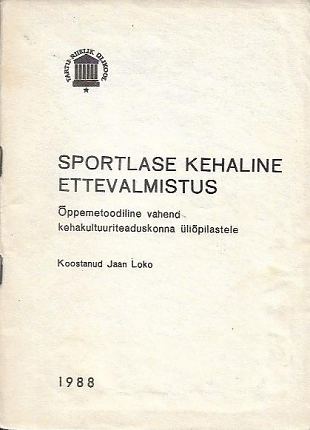 TARTU RIIKLIK ÜLIKOOL
SPORTLASE KEHALINE
ETTEVALMISTUS
Õppemetoodiline vahend
kehakultuuriteaduskonna üliõpilastele
Koostanud Jaan Loko
1988